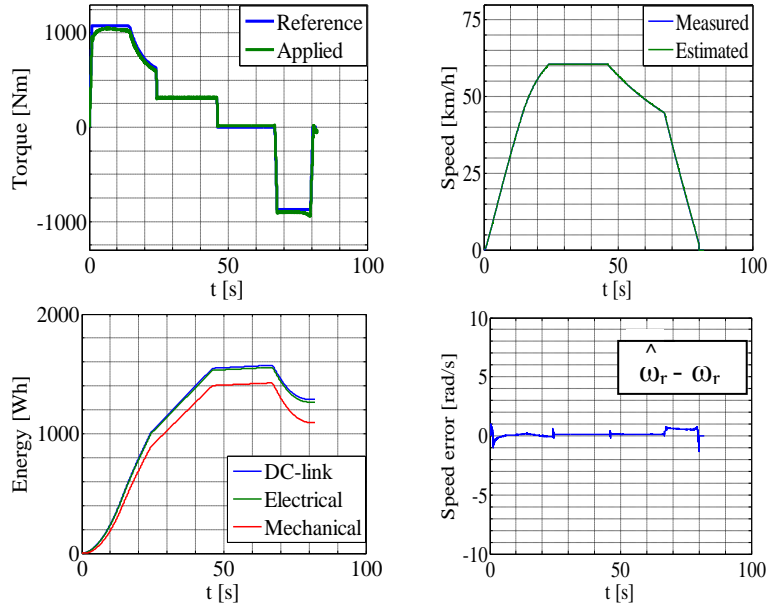 1000
0
-1000
Torque [Nm]
Reference
Applied
0
50
100
t [s]
75
50
25
0
Speed [km/h]
Measured
Estimated
0
50
100
t [s]
2000
1000
0
Energy [Wh]
DC-link
Electrical
Mechanical
0
50
100
t [s]
10
5
0
-5
-10
Speed error [rad/s]
ω̂r - ωr
0
50
100
t [s]